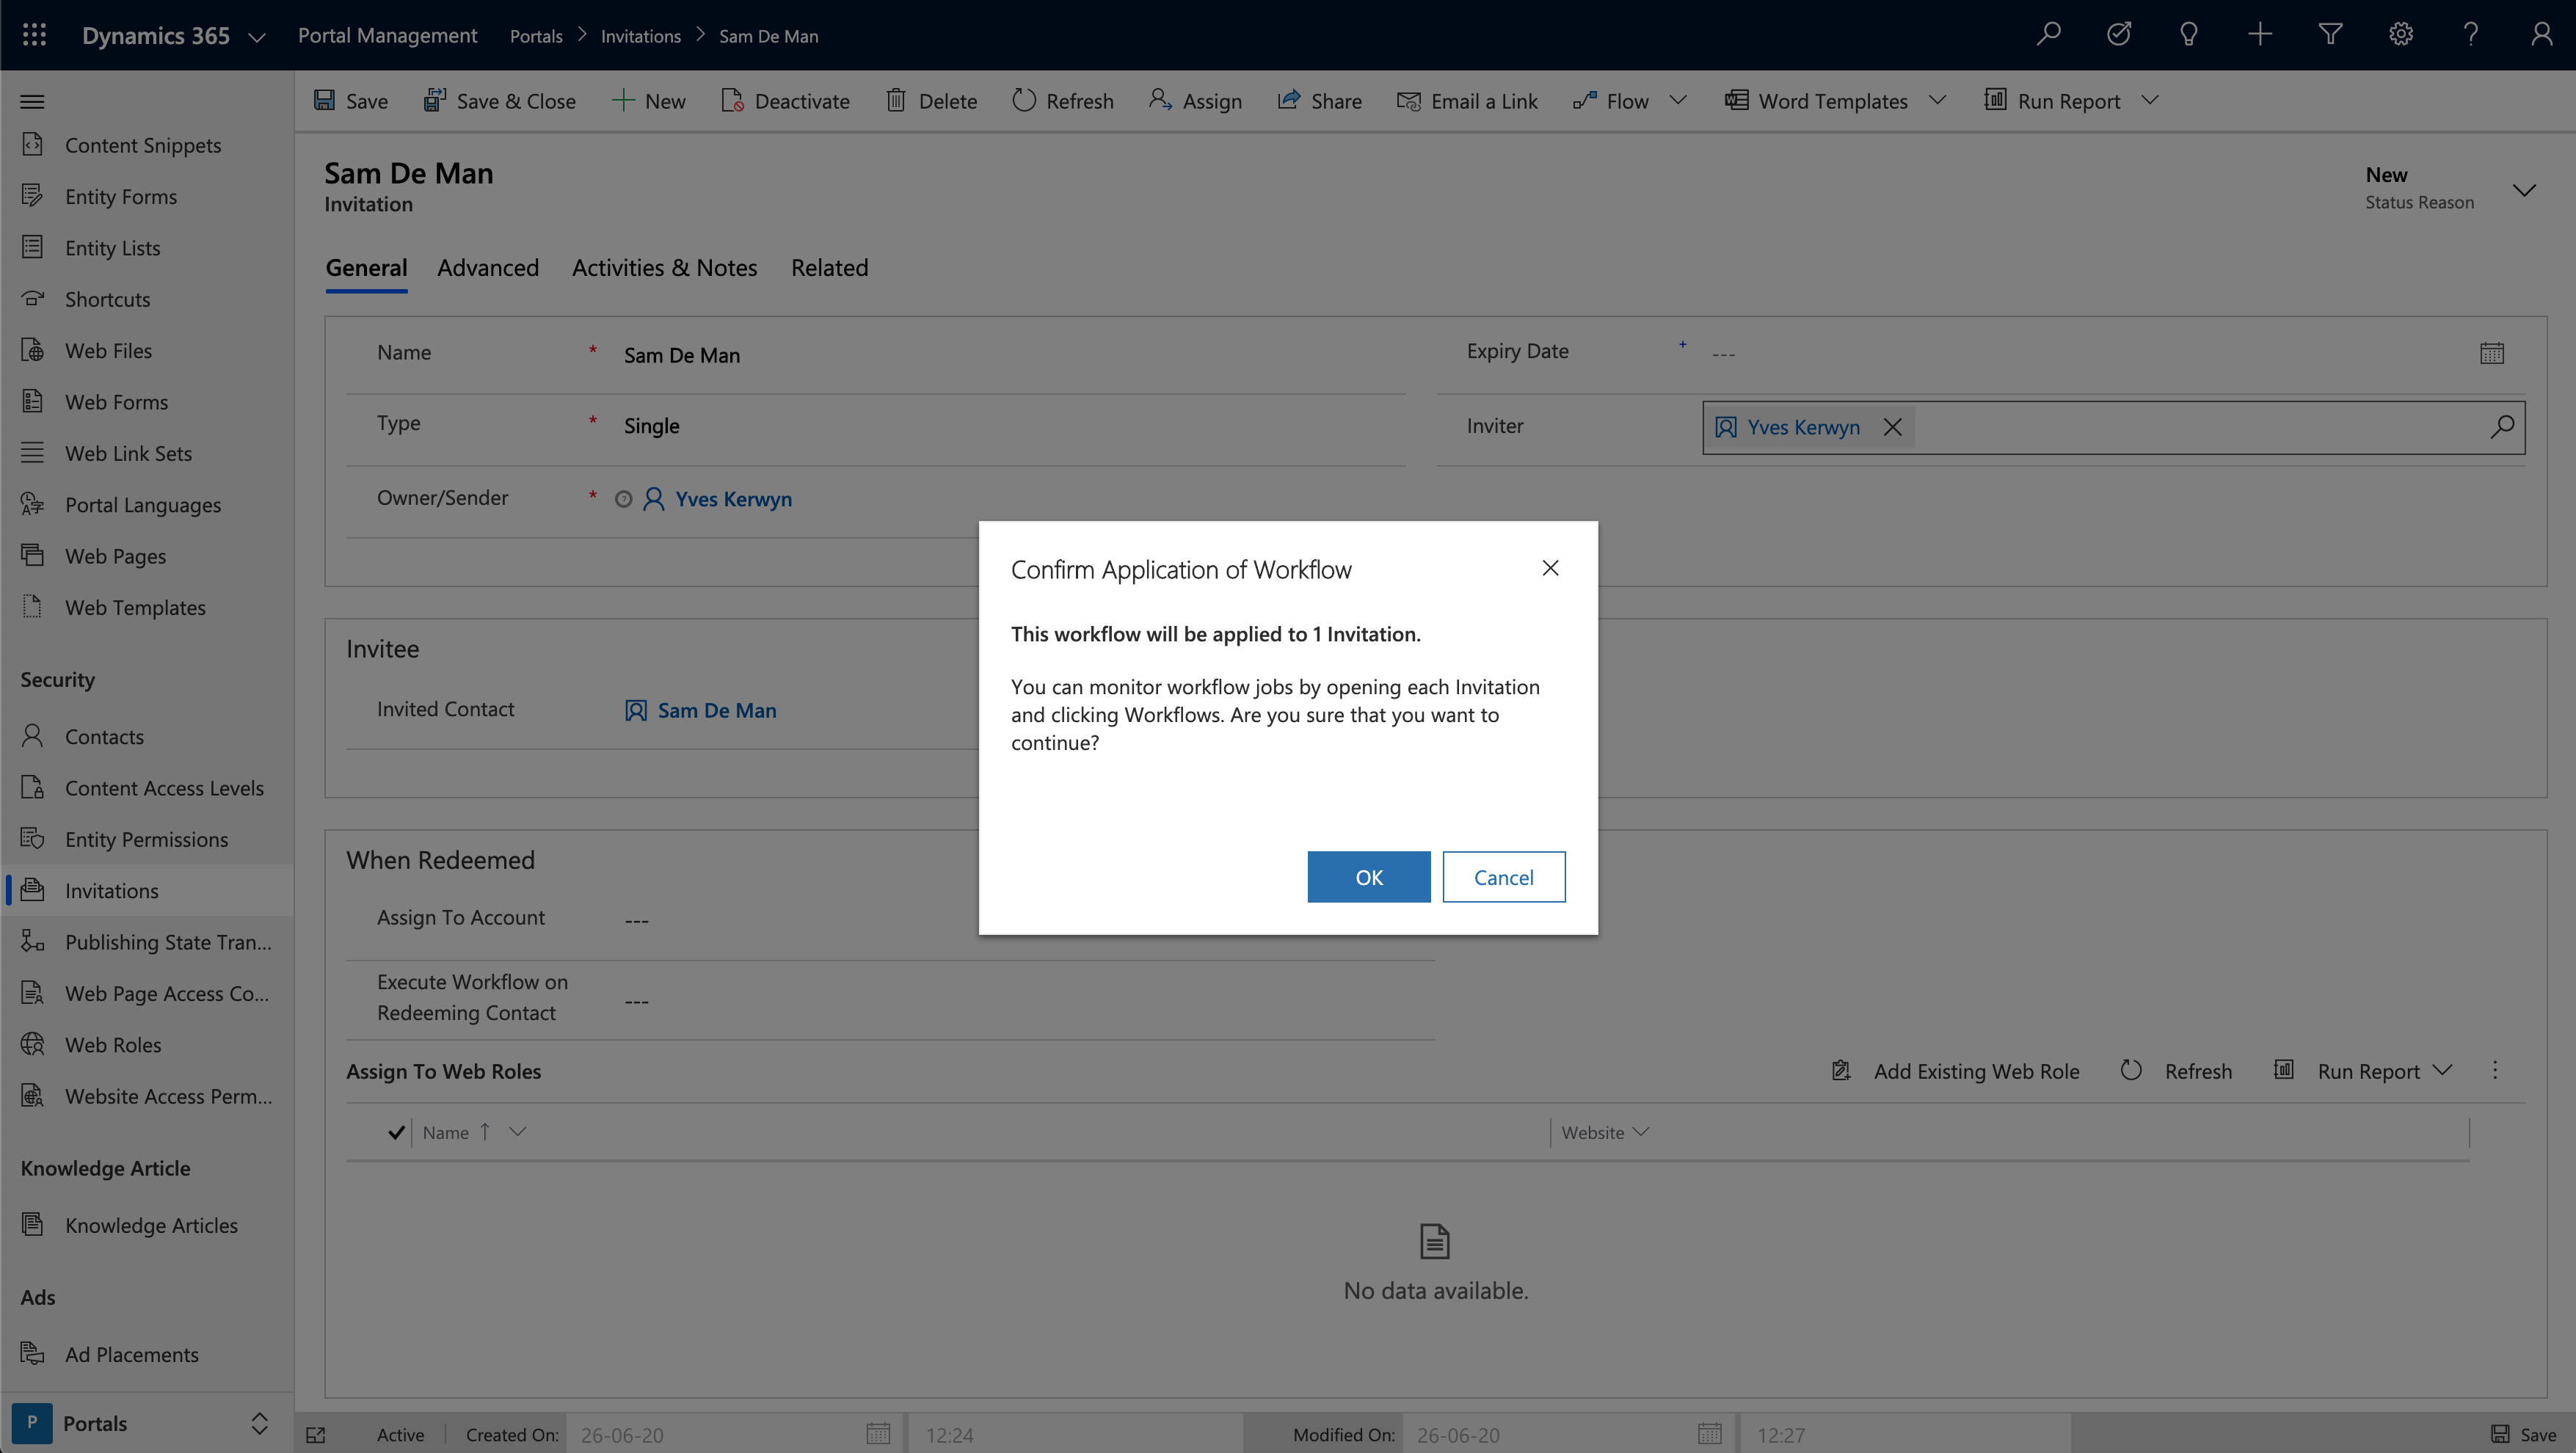 Dynamics 365 Portal Management Portals > Invitations > Sam De Man
Save Save & Close New Deactivate Delete Refresh Assign Share Email a Link Flow Word Templates Run Report
Content Snippets
Entity Forms
Entity Lists
Shortcuts
Web Files
Web Forms
Web Link Sets
Portal Languages
Web Pages
Web Templates
Security
Contacts
Content Access Levels
Entity Permissions
Invitations
Publishing State Tran...
Web Page Access Co...
Web Roles
Website Access Perm...
Knowledge Article
Knowledge Articles
Ads
Ad Placements
P Portals
Sam De Man
Invitation
New
Status Reason
General Advanced Activities & Notes Related
Name * Sam De Man
Expiry Date + ---
Type * Single
Inviter Yves Kerwyn
Owner/Sender * Yves Kerwyn
Invitee
Invited Contact Sam De Man
When Redeemed
Assign To Account ---
Execute Workflow on
Redeeming Contact ---
Assign To Web Roles
Add Existing Web Role Refresh Run Report
Name Website
No data available.
Confirm Application of Workflow
This workflow will be applied to 1 Invitation.
You can monitor workflow jobs by opening each Invitation
and clicking Workflows. Are you sure that you want to
continue?
OK Cancel
Active Created On: 26-06-20 12:24 Modified On: 26-06-20 12:27 Save